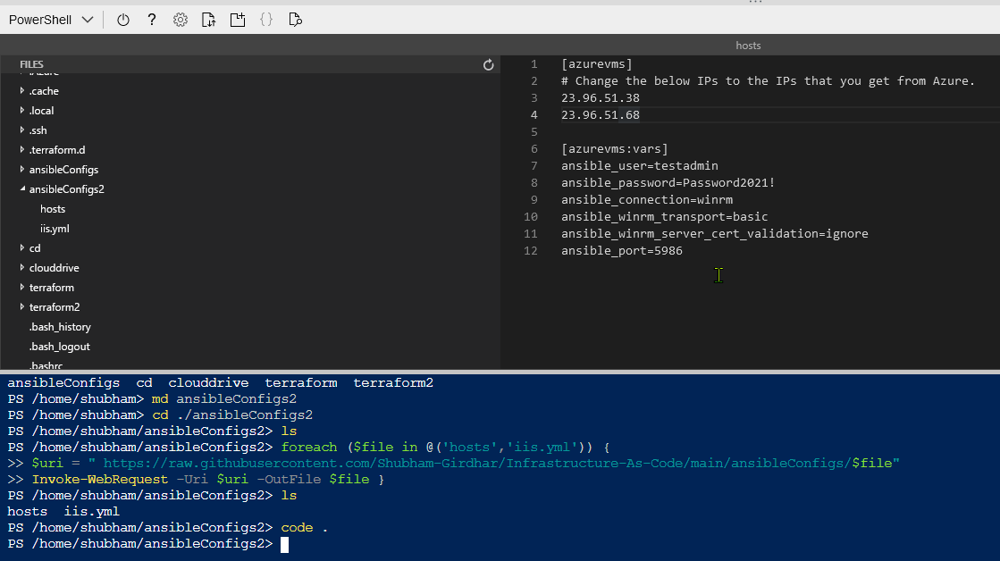 PowerShell
hosts
FILES
.cache
.local
.ssh
.terraform.d
ansibleConfigs
ansibleConfigs2
hosts
iis.yml
cd
clouddrive
terraform
terraform2
.bash_history
.bash_logout
.bashrc
1 [azurevms]
2 # Change the below IPs to the IPs that you get from Azure.
3 23.96.51.38
4 23.96.51.68
5
6 [azurevms:vars]
7 ansible_user=testadmin
8 ansible_password=Password2021!
9 ansible_connection=winrm
10 ansible_winrm_transport=basic
11 ansible_winrm_server_cert_validation=ignore
12 ansible_port=5986
ansibleConfigs cd clouddrive terraform terraform2
PS /home/shubham> md ansibleConfigs2
PS /home/shubham> cd ./ansibleConfigs2
PS /home/shubham/ansibleConfigs2> ls
PS /home/shubham/ansibleConfigs2> foreach ($file in @('hosts','iis.yml')) {
>> $uri = " https://raw.githubusercontent.com/Shubham-Girdhar/Infrastructure-As-Code/main/ansibleConfigs/$file"
>> Invoke-WebRequest -Uri $uri -OutFile $file }
PS /home/shubham/ansibleConfigs2> ls
hosts iis.yml
PS /home/shubham/ansibleConfigs2> code .
PS /home/shubham/ansibleConfigs2>